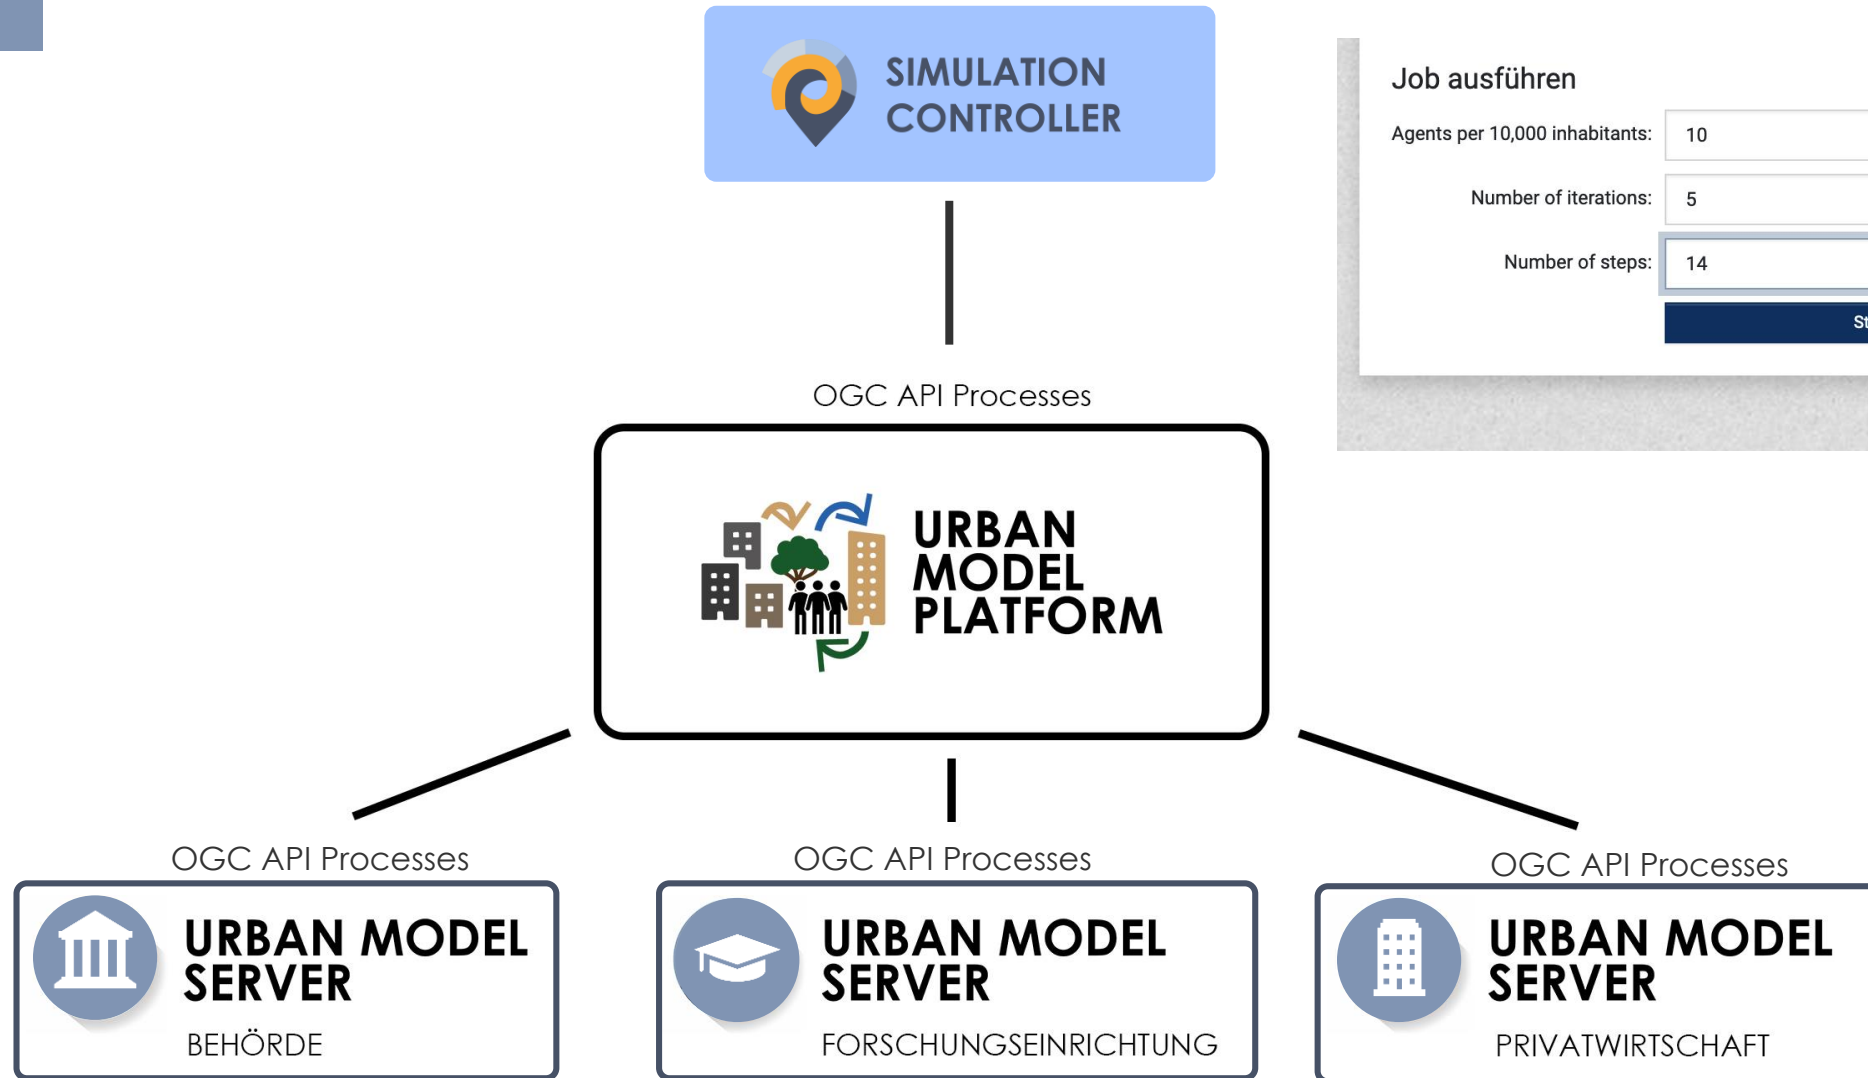 SIMULATION
CONTROLLER
Job ausführen
Agents per 10,000 inhabitants: 10
Number of iterations: 5
Number of steps: 14
OGC API Processes
URBAN
MODEL
PLATFORM
OGC API Processes
URBAN MODEL
SERVER
BEHÖRDE
OGC API Processes
URBAN MODEL
SERVER
FORSCHUNGSEINRICHTUNG
OGC API Processes
URBAN MODEL
SERVER
PRIVATWIRTSCHAFT